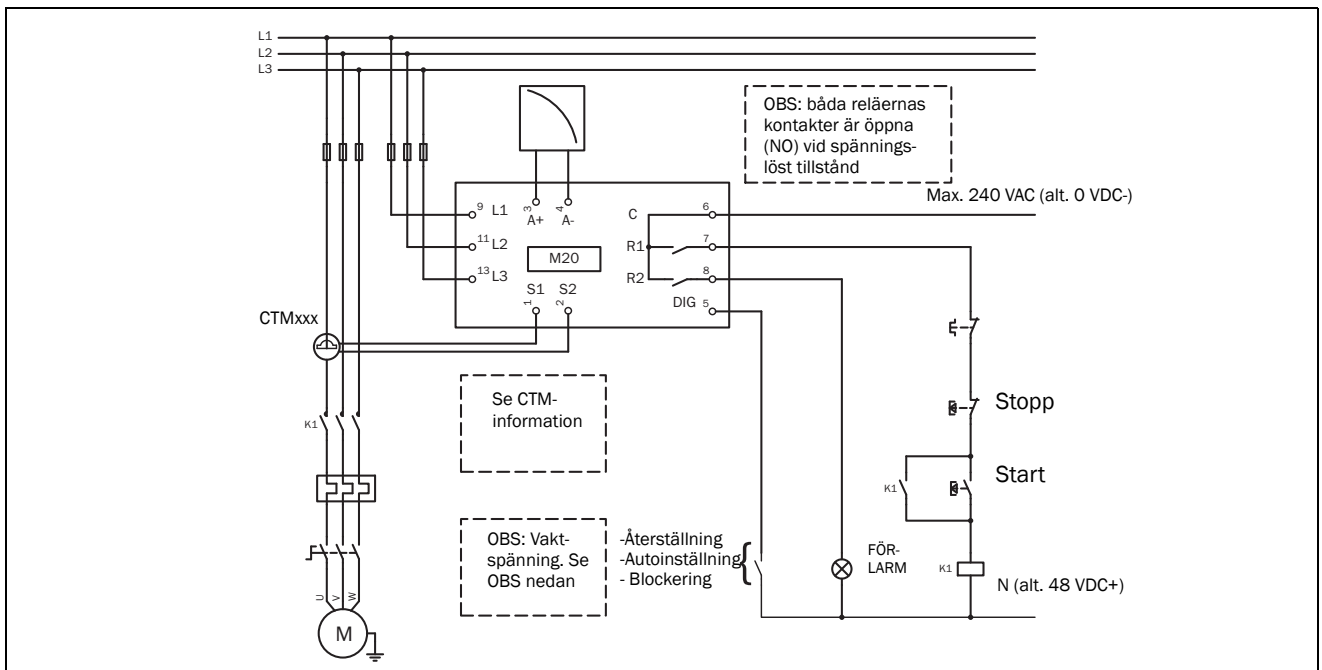 L1
L2
L3
OBS: båda reläernas
kontakter är öppna
(NO) vid spännings-
löst tillstånd
Max. 240 VAC (alt. 0 VDC-)
9 L1
3 A+
4 A-
C 6
11 L2
M20
R1 7
13 L3
R2 8
S1 S2
1 2
DIG 5
CTMxxx
Se CTM-
information
Stopp
K1
K1
Start
OBS: Vakt-
spänning. Se
OBS nedan
-Återställning
-Autoinställning
- Blockering
FÖR-
LARM
K1
N (alt. 48 VDC+)
U V W
M